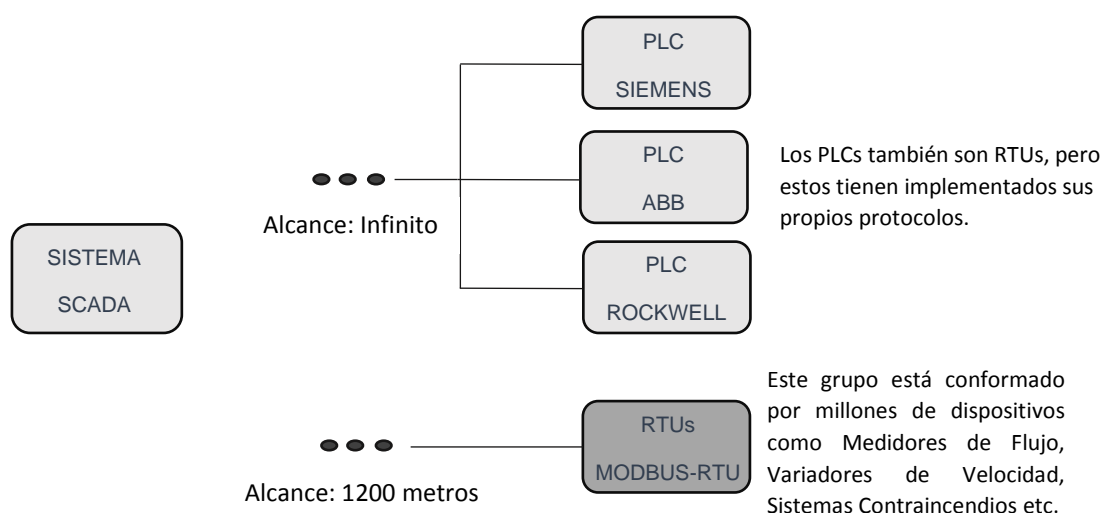 PLC
SIEMENS
PLC
ABB
Los PLCs también son RTUs, pero
estos tienen implementados sus
propios protocolos.
Alcance: Infinito
SISTEMA
SCADA
PLC
ROCKWELL
Este grupo está conformado
por millones de dispositivos
como Medidores de Flujo,
Variadores de Velocidad,
Sistemas Contraincendios etc.
RTUs
MODBUS-RTU
Alcance: 1200 metros